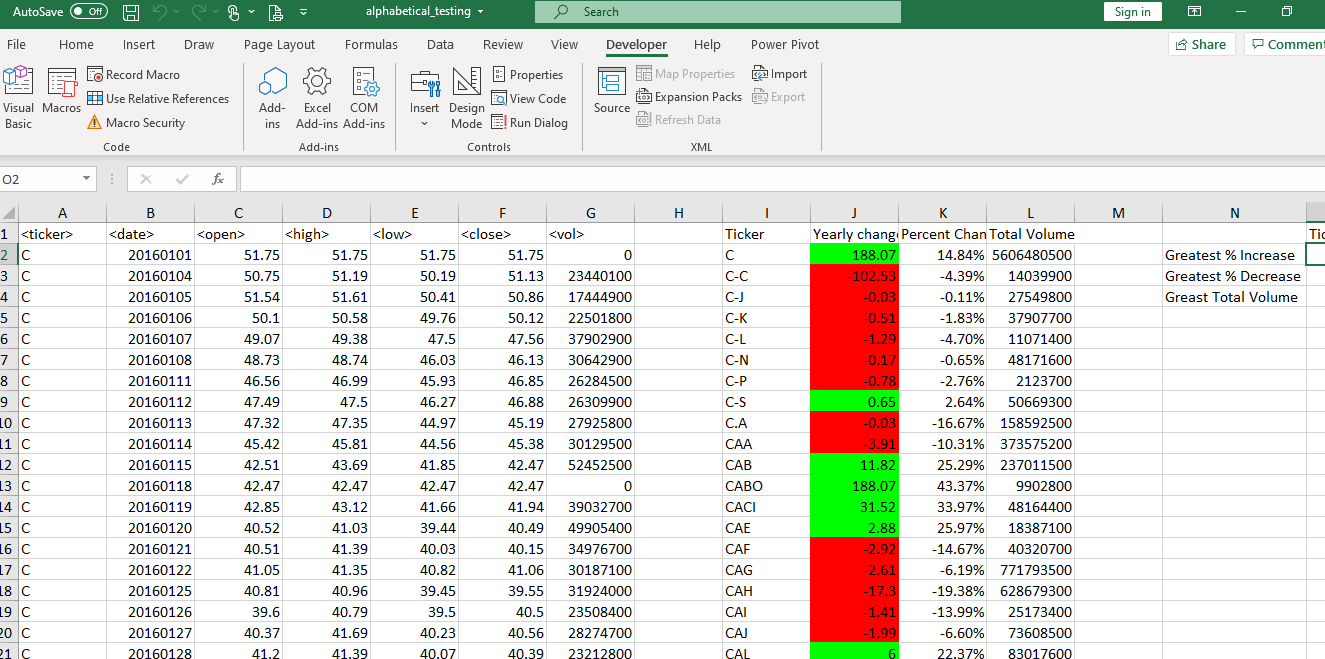 AutoSave Off alphabetical_testing Search Sign in
File Home Insert Draw Page Layout Formulas Data Review View Developer Help Power Pivot Share Comment
Visual Basic
Macros
Record Macro
Use Relative References
Macro Security
Code
Add-ins
Excel Add-ins
COM Add-ins
Add-ins
Insert
Design Mode
Properties
View Code
Run Dialog
Controls
Source
Map Properties
Expansion Packs
Refresh Data
Import
Export
XML
O2 fx
A B C D E F G H I J K L M N
1 <ticker> <date> <open> <high> <low> <close> <vol> Ticker Yearly change Percent Chan Total Volume Tic
2 C 20160101 51.75 51.75 51.75 51.75 0 C 188.07 14.84% 5606480500 Greatest % Increase
3 C 20160104 50.75 51.19 50.19 51.13 23440100 C-C -102.53 -4.39% 14039900 Greatest % Decrease
4 C 20160105 51.54 51.61 50.41 50.86 17444900 C-J -0.03 -0.11% 27549800 Greast Total Volume
5 C 20160106 50.1 50.58 49.76 50.12 22501800 C-K -0.51 -1.83% 37907700
6 C 20160107 49.07 49.38 47.5 47.56 37902900 C-L -1.29 -4.70% 11071400
7 C 20160108 48.73 48.74 46.03 46.13 30642900 C-N -0.17 -0.65% 48171600
8 C 20160111 46.56 46.99 45.93 46.85 26284500 C-P -0.78 -2.76% 2123700
9 C 20160112 47.49 47.5 46.27 46.88 26309900 C-S 0.65 2.64% 50669300
10 C 20160113 47.32 47.35 44.97 45.19 27925800 C.A -0.03 -16.67% 158592500
11 C 20160114 45.42 45.81 44.56 45.38 30129500 CAA -3.91 -10.31% 373575200
12 C 20160115 42.51 43.69 41.85 42.47 52452500 CAB 11.82 25.29% 237011500
13 C 20160118 42.47 42.47 42.47 42.47 0 CABO 188.07 43.37% 9902800
14 C 20160119 42.85 43.12 41.66 41.94 39032700 CACI 31.52 33.97% 48164400
15 C 20160120 40.52 41.03 39.44 40.49 49905400 CAE 2.88 25.97% 18387100
16 C 20160121 40.51 41.39 40.03 40.15 34976700 CAF -2.92 -14.67% 40320700
17 C 20160122 41.05 41.35 40.82 41.06 30187100 CAG -2.61 -6.19% 771793500
18 C 20160125 40.81 40.96 39.45 39.55 31924000 CAH -17.3 -19.38% 628679300
19 C 20160126 39.6 40.79 39.5 40.5 23508400 CAI -1.41 -13.99% 25173400
20 C 20160127 40.37 41.69 40.23 40.56 28274700 CAJ -1.99 -6.60% 73608500
21 C 20160128 41.2 41.39 40.07 40.39 23212800 CAL 6 22.37% 83017600